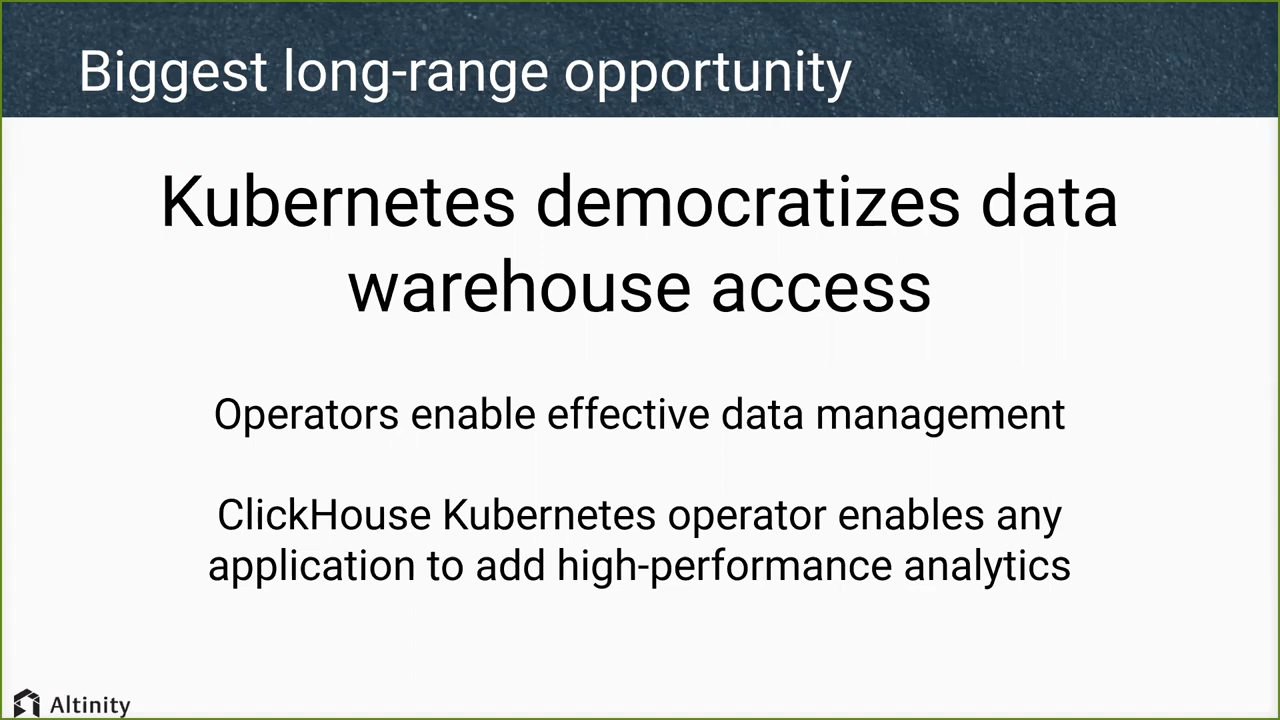 Biggest long-range opportunity
Kubernetes democratizes data
warehouse access
Operators enable effective data management
ClickHouse Kubernetes operator enables any
application to add high-performance analytics
Altinity